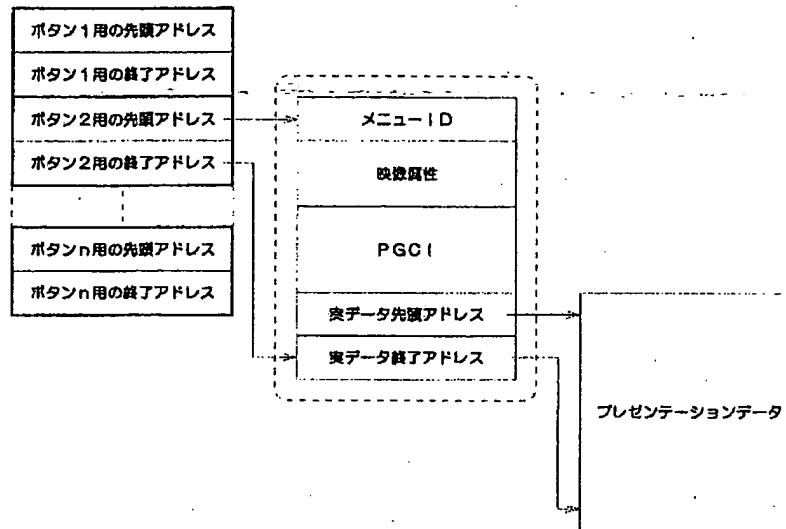 ボタン1用の先頭アドレス
ボタン1用の終了アドレス
ボタン2用の先頭アドレス
ボタン2用の終了アドレス
ボタンn用の先頭アドレス
ボタンn用の終了アドレス
メニューID
映像属性
PGCI
実データ先頭アドレス
実データ終了アドレス
プレゼンテーションデータ